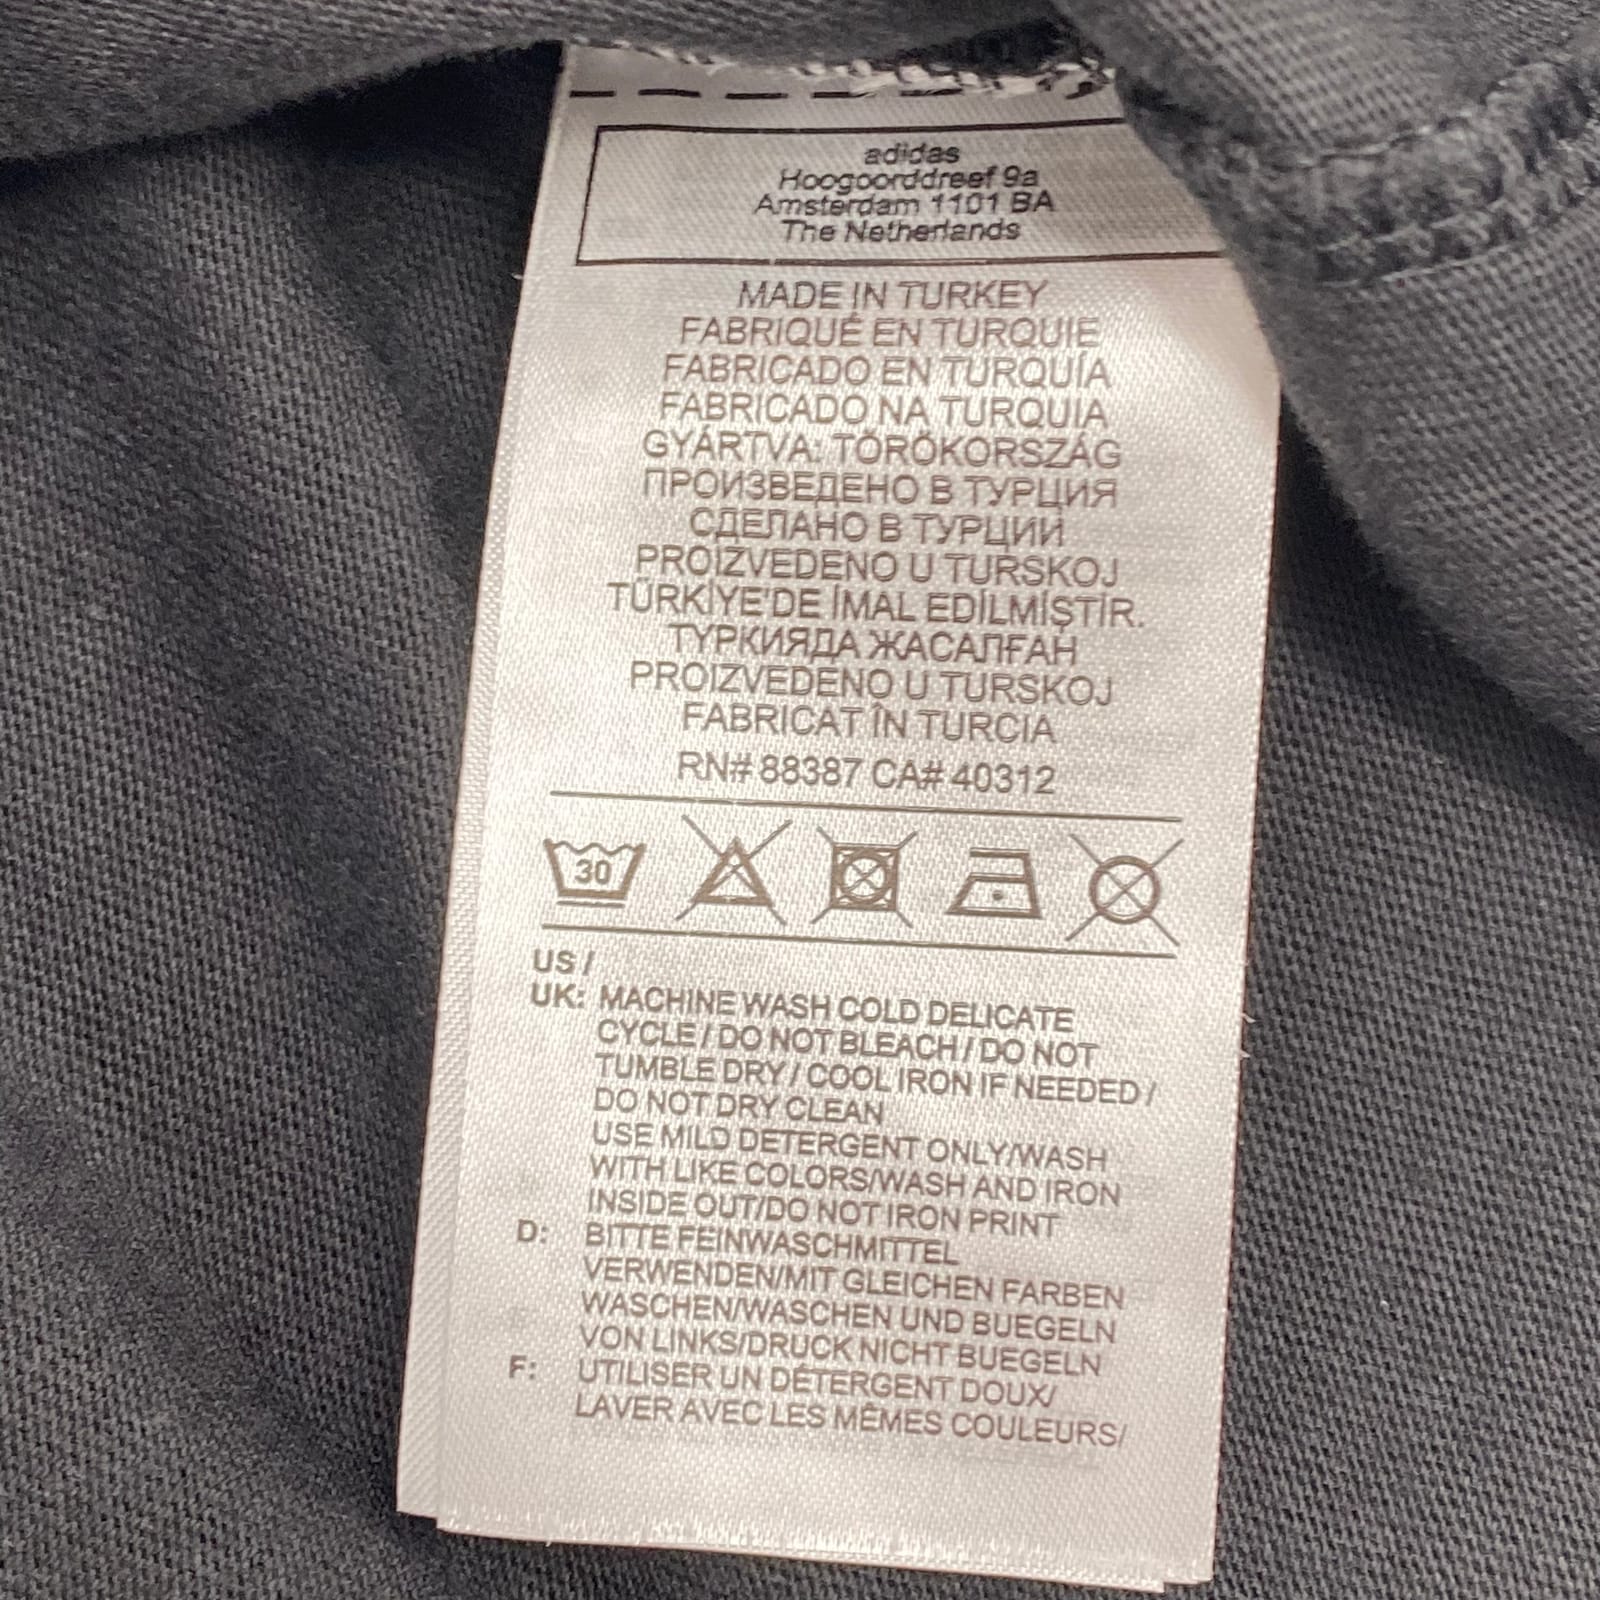 adidas
Hoogoorddreef 9a
Amsterdam 1101 BA
The Netherlands
MADE IN TURKEY
FABRIQUÉ EN TURQUIE
FABRICADO EN TURQUÍA
FABRICADO NA TURQUIA
GYÁRTVA: TÖRÖKORSZÁG
ПРОИЗВЕДЕНО В ТУРЦИЯ
СДЕЛАНО В ТУРЦИИ
PROIZVEDENO U TURSKOJ
TÜRKİYE'DE İMAL EDİLMİŞTİR.
ТҮРКИЯДА ЖАСАЛҒАН
PROIZVEDENO U TURSKOJ
FABRICAT ÎN TURCIA
RN# 88387 CA# 40312
30
US /
UK: MACHINE WASH COLD DELICATE
CYCLE / DO NOT BLEACH / DO NOT
TUMBLE DRY / COOL IRON IF NEEDED /
DO NOT DRY CLEAN
USE MILD DETERGENT ONLY/WASH
WITH LIKE COLORS/WASH AND IRON
INSIDE OUT/DO NOT IRON PRINT
D: BITTE FEINWASCHMITTEL
VERWENDEN/MIT GLEICHEN FARBEN
WASCHEN/WASCHEN UND BUEGELN
VON LINKS/DRUCK NICHT BUEGELN
F: UTILISER UN DÉTERGENT DOUX/
LAVER AVEC LES MÊMES COULEURS/